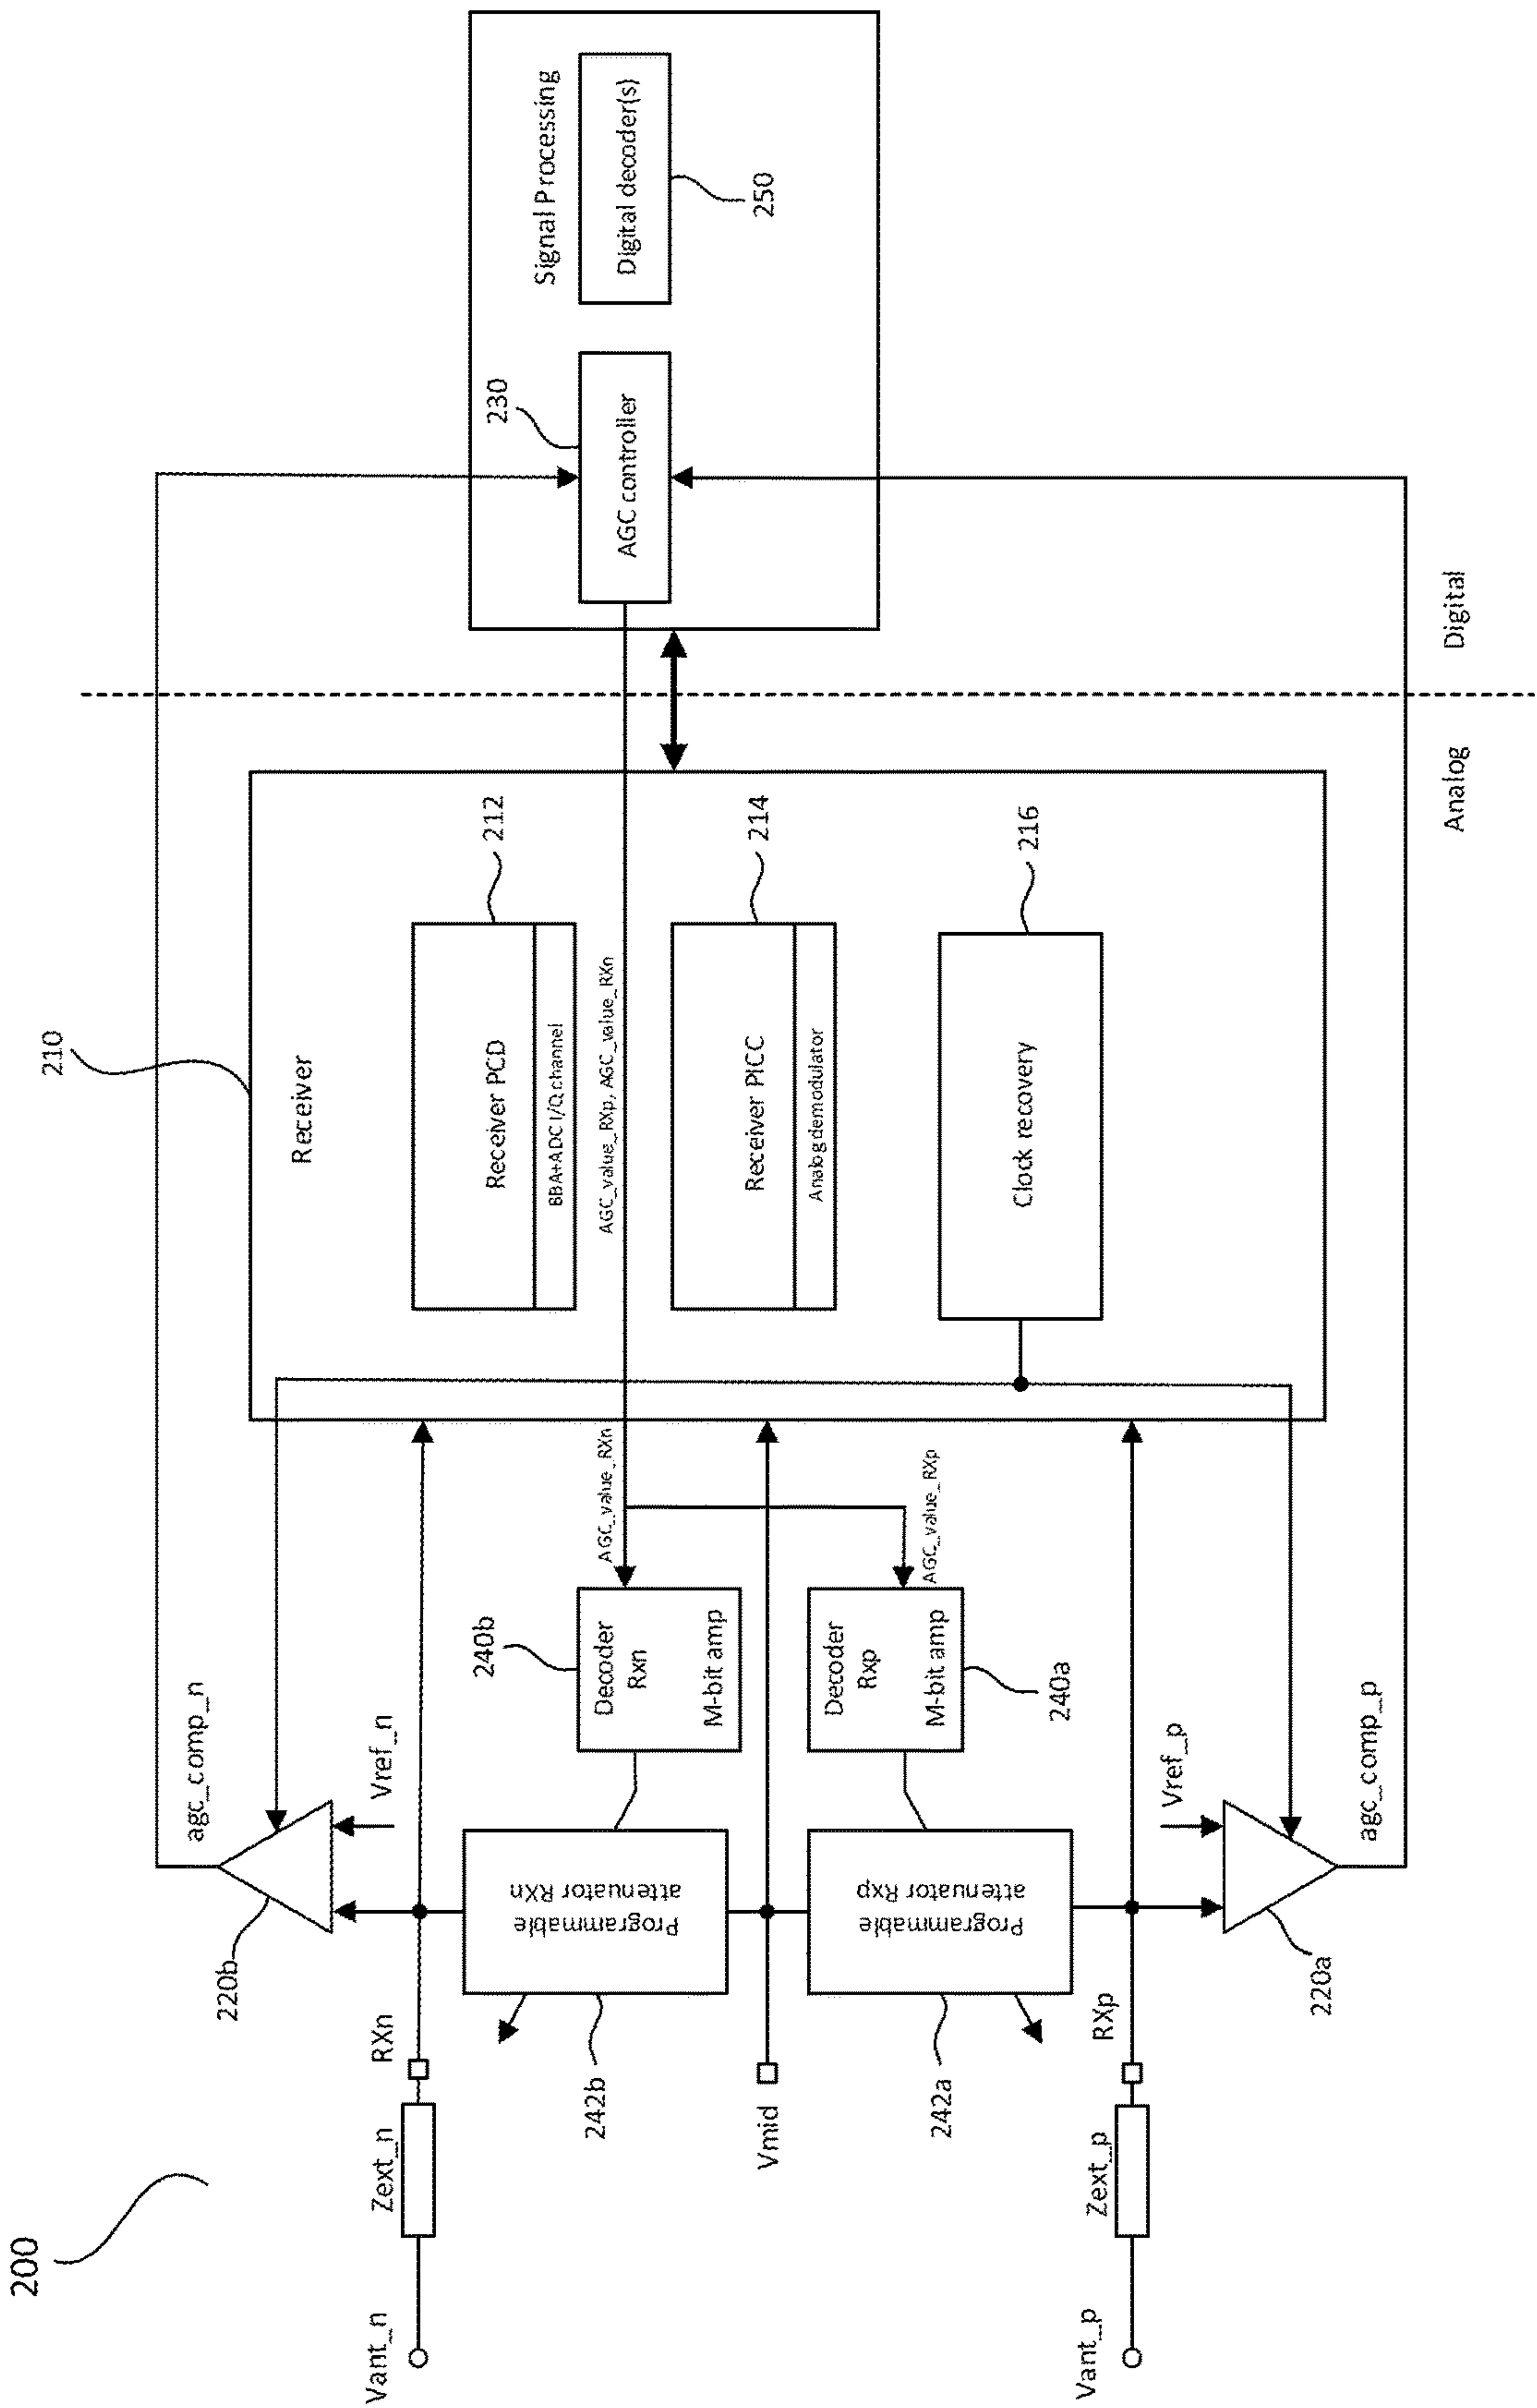 200
Vant_n
Zext_n
RXn
220b
agc_comp_n
Vref_n
210
Receiver
Receiver PCD
BBA+ADC I/Q channel
212
AGC_value_RXp, AGC_value_RXn
Receiver PICC
Analog demodulator
214
Clock recovery
216
AGC_value_RXn
240b
Decoder
Rxn
M-bit amp
Programmable
attenuator RXn
242b
Vmid
AGC_value_RXp
Decoder
Rxp
M-bit amp
240a
Programmable
attenuator Rxp
242a
Vant_p
Zext_p
RXp
220a
Vref_p
agc_comp_p
Signal Processing
230
AGC controller
Digital decoder(s)
250
Analog
Digital